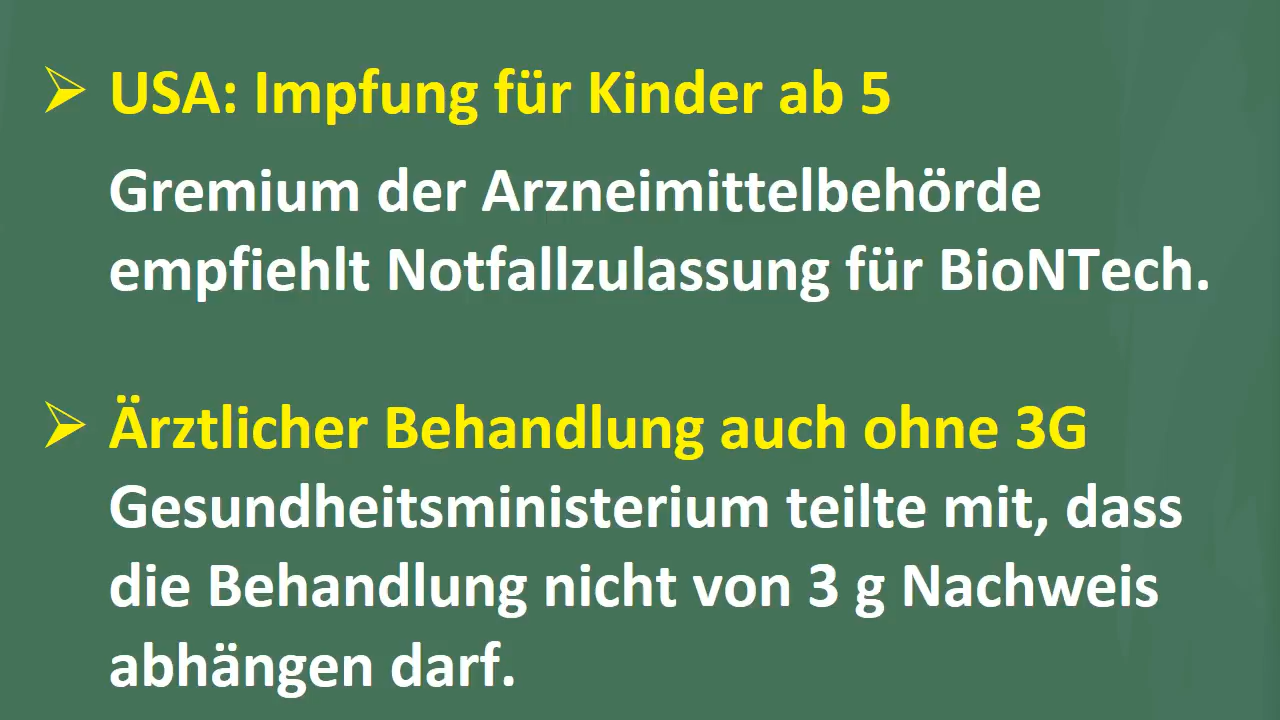 USA: Impfung für Kinder ab 5
Gremium der Arzneimittelbehörde
empfiehlt Notfallzulassung für BioNTech.
Ärztlicher Behandlung auch ohne 3G
Gesundheitsministerium teilte mit, dass
die Behandlung nicht von 3 g Nachweis
abhängen darf.